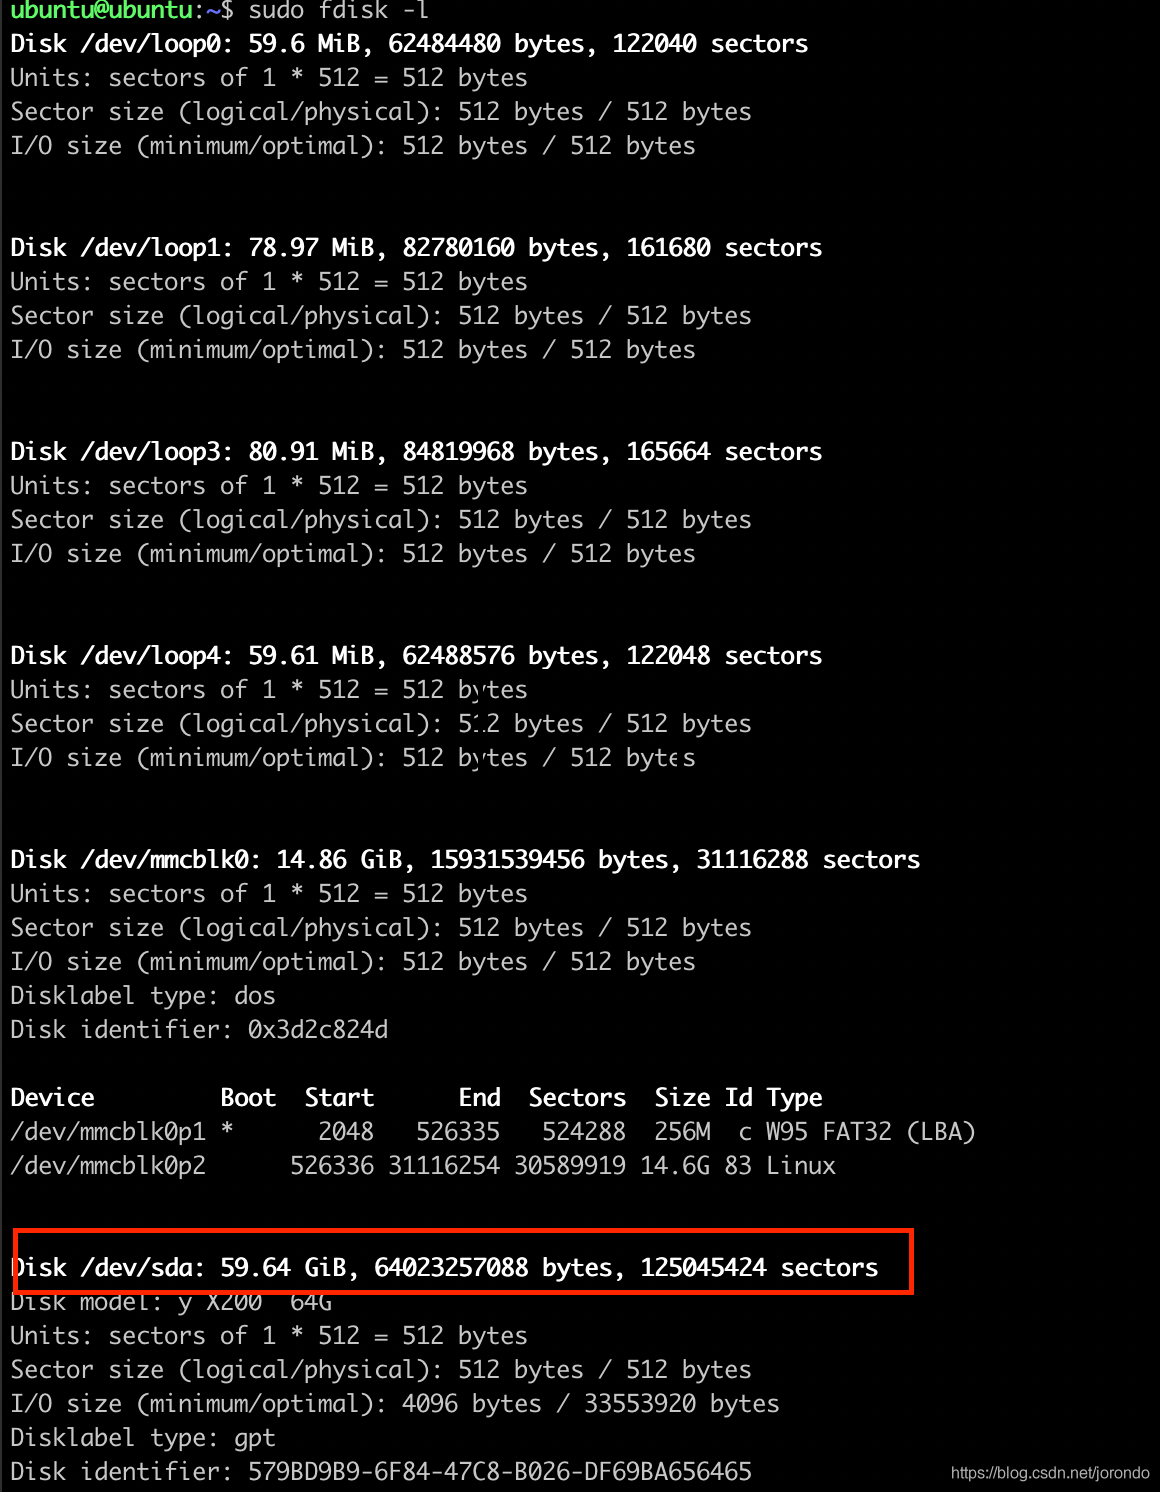 ubuntu@ubuntu:~$ sudo fdisk -l
Disk /dev/loop0: 59.6 MiB, 62484480 bytes, 122040 sectors
Units: sectors of 1 * 512 = 512 bytes
Sector size (logical/physical): 512 bytes / 512 bytes
I/O size (minimum/optimal): 512 bytes / 512 bytes
Disk /dev/loop1: 78.97 MiB, 82780160 bytes, 161680 sectors
Units: sectors of 1 * 512 = 512 bytes
Sector size (logical/physical): 512 bytes / 512 bytes
I/O size (minimum/optimal): 512 bytes / 512 bytes
Disk /dev/loop3: 80.91 MiB, 84819968 bytes, 165664 sectors
Units: sectors of 1 * 512 = 512 bytes
Sector size (logical/physical): 512 bytes / 512 bytes
I/O size (minimum/optimal): 512 bytes / 512 bytes
Disk /dev/loop4: 59.61 MiB, 62488576 bytes, 122048 sectors
Units: sectors of 1 * 512 = 512 bytes
Sector size (logical/physical): 512 bytes / 512 bytes
I/O size (minimum/optimal): 512 bytes / 512 bytes
Disk /dev/mmcblk0: 14.86 GiB, 15931539456 bytes, 31116288 sectors
Units: sectors of 1 * 512 = 512 bytes
Sector size (logical/physical): 512 bytes / 512 bytes
I/O size (minimum/optimal): 512 bytes / 512 bytes
Disklabel type: dos
Disk identifier: 0x3d2c824d
Device Boot Start End Sectors Size Id Type
/dev/mmcblk0p1 * 2048 526335 524288 256M c W95 FAT32 (LBA)
/dev/mmcblk0p2 526336 31116254 30589919 14.6G 83 Linux
Disk /dev/sda: 59.64 GiB, 64023257088 bytes, 125045424 sectors
Disk model: y X200 64G
Units: sectors of 1 * 512 = 512 bytes
Sector size (logical/physical): 512 bytes / 512 bytes
I/O size (minimum/optimal): 4096 bytes / 33553920 bytes
Disklabel type: gpt
Disk identifier: 579BD9B9-6F84-47C8-B026-DF69BA656465
https://blog.csdn.net/jorondo